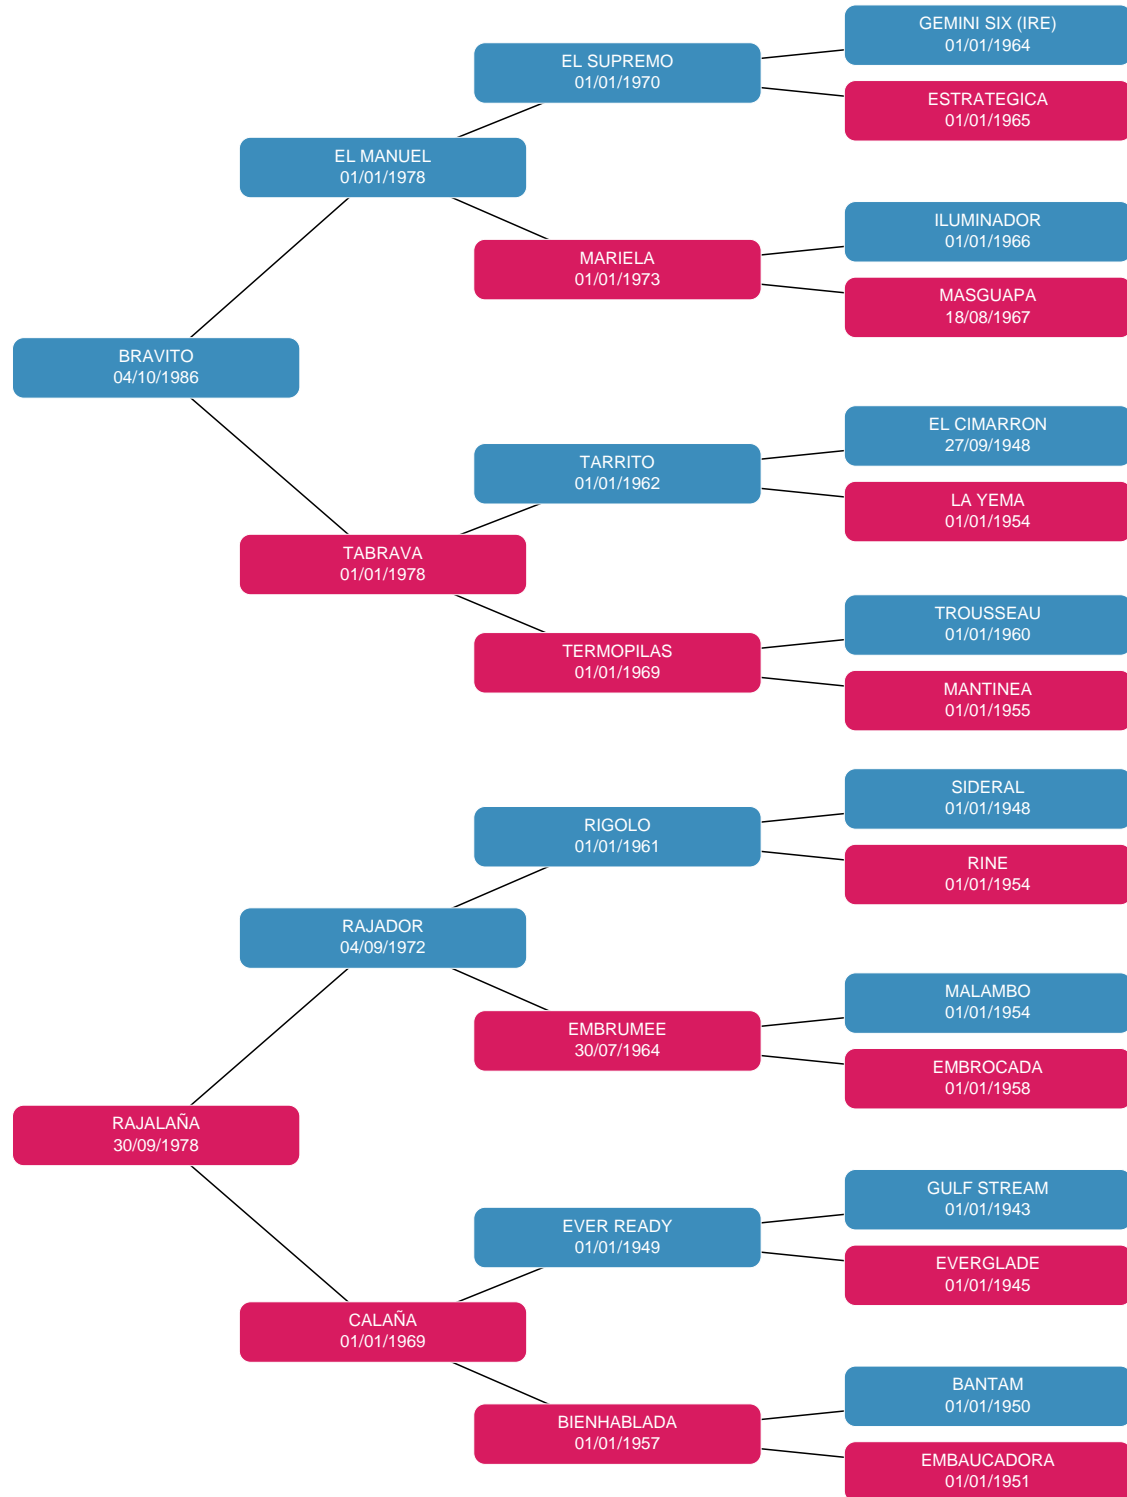 GEMINI SIX (IRE)
01/01/1964
EL SUPREMO
01/01/1970
ESTRATEGICA
01/01/1965
EL MANUEL
01/01/1978
ILUMINADOR
01/01/1966
MARIELA
01/01/1973
MASGUAPA
18/08/1967
BRAVITO
04/10/1986
EL CIMARRON
27/09/1948
TARRITO
01/01/1962
LA YEMA
01/01/1954
TABRAVA
01/01/1978
TROUSSEAU
01/01/1960
TERMOPILAS
01/01/1969
MANTINEA
01/01/1955
SIDERAL
01/01/1948
RIGOLO
01/01/1961
RINE
01/01/1954
RAJADOR
04/09/1972
MALAMBO
01/01/1954
EMBRUMEE
30/07/1964
EMBROCADA
01/01/1958
RAJALAÑA
30/09/1978
GULF STREAM
01/01/1943
EVER READY
01/01/1949
EVERGLADE
01/01/1945
CALAÑA
01/01/1969
BANTAM
01/01/1950
BIENHABLADA
01/01/1957
EMBAUCADORA
01/01/1951